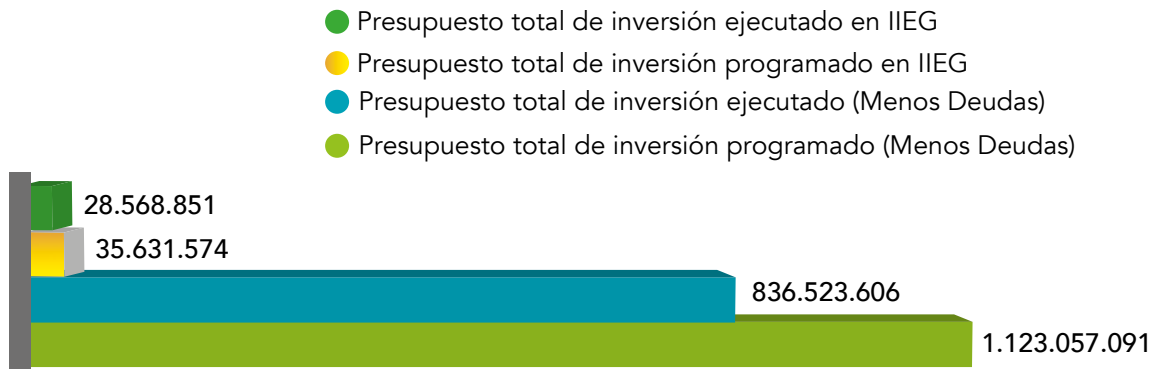 Presupuesto total de inversión ejecutado en IIEG
Presupuesto total de inversión programado en IIEG
Presupuesto total de inversión ejecutado (Menos Deudas)
Presupuesto total de inversión programado (Menos Deudas)
28.568.851
35.631.574
836.523.606
1.123.057.091